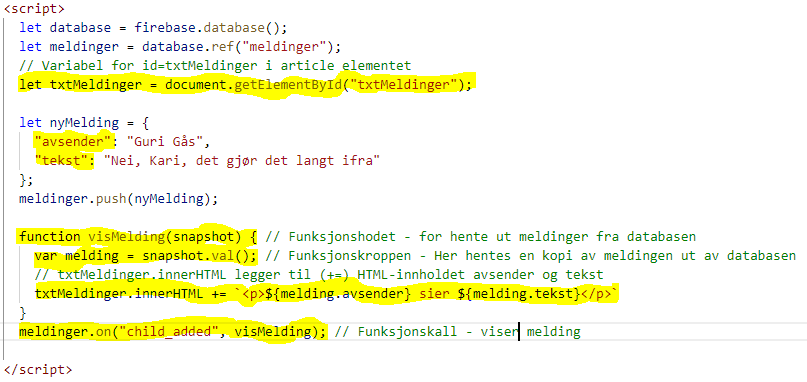 <script>
let database = firebase.database();
let meldinger = database.ref("meldinger");
// Variabel for id=txtMeldinger i article elementet
let txtMeldinger = document.getElementById("txtMeldinger");
let nyMelding = {
"avsender": "Guri Gås",
"tekst": "Nei, Kari, det gjør det langt ifra"
};
meldinger.push(nyMelding);
function visMelding(snapshot) { // Funksjonshodet - for hente ut meldinger fra databasen
var melding = snapshot.val(); // Funksjonskroppen - Her hentes en kopi av meldingen ut av databasen
// txtMeldinger.innerHTML legger til (+=) HTML-innholdet avsender og tekst
txtMeldinger.innerHTML += `<p>${melding.avsender} sier ${melding.tekst}</p>`
}
meldinger.on("child_added", visMelding); // Funksjonskall - viser melding
</script>